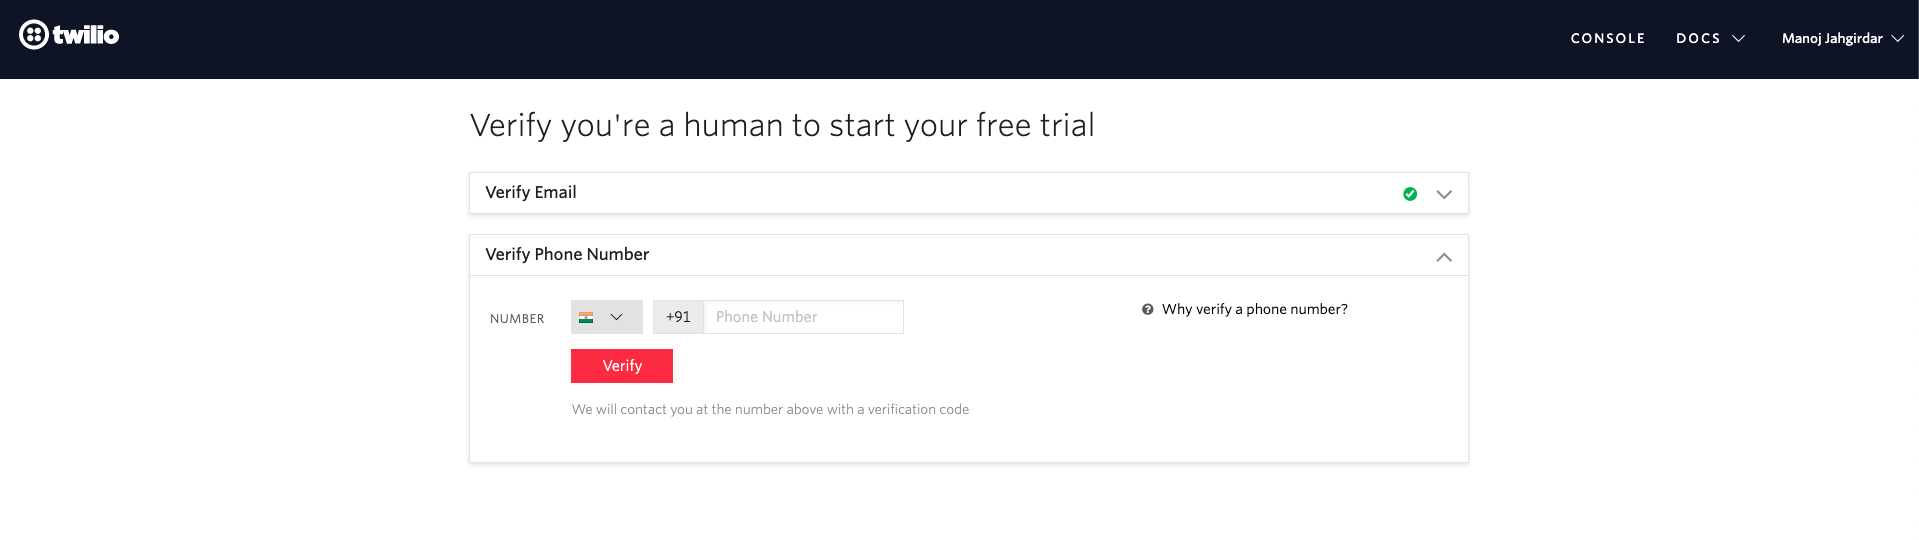 twilio
CONSOLE DOCS Manoj Jahgirdar
Verify you're a human to start your free trial
Verify Email
Verify Phone Number
NUMBER +91 Phone Number
Why verify a phone number?
Verify
We will contact you at the number above with a verification code